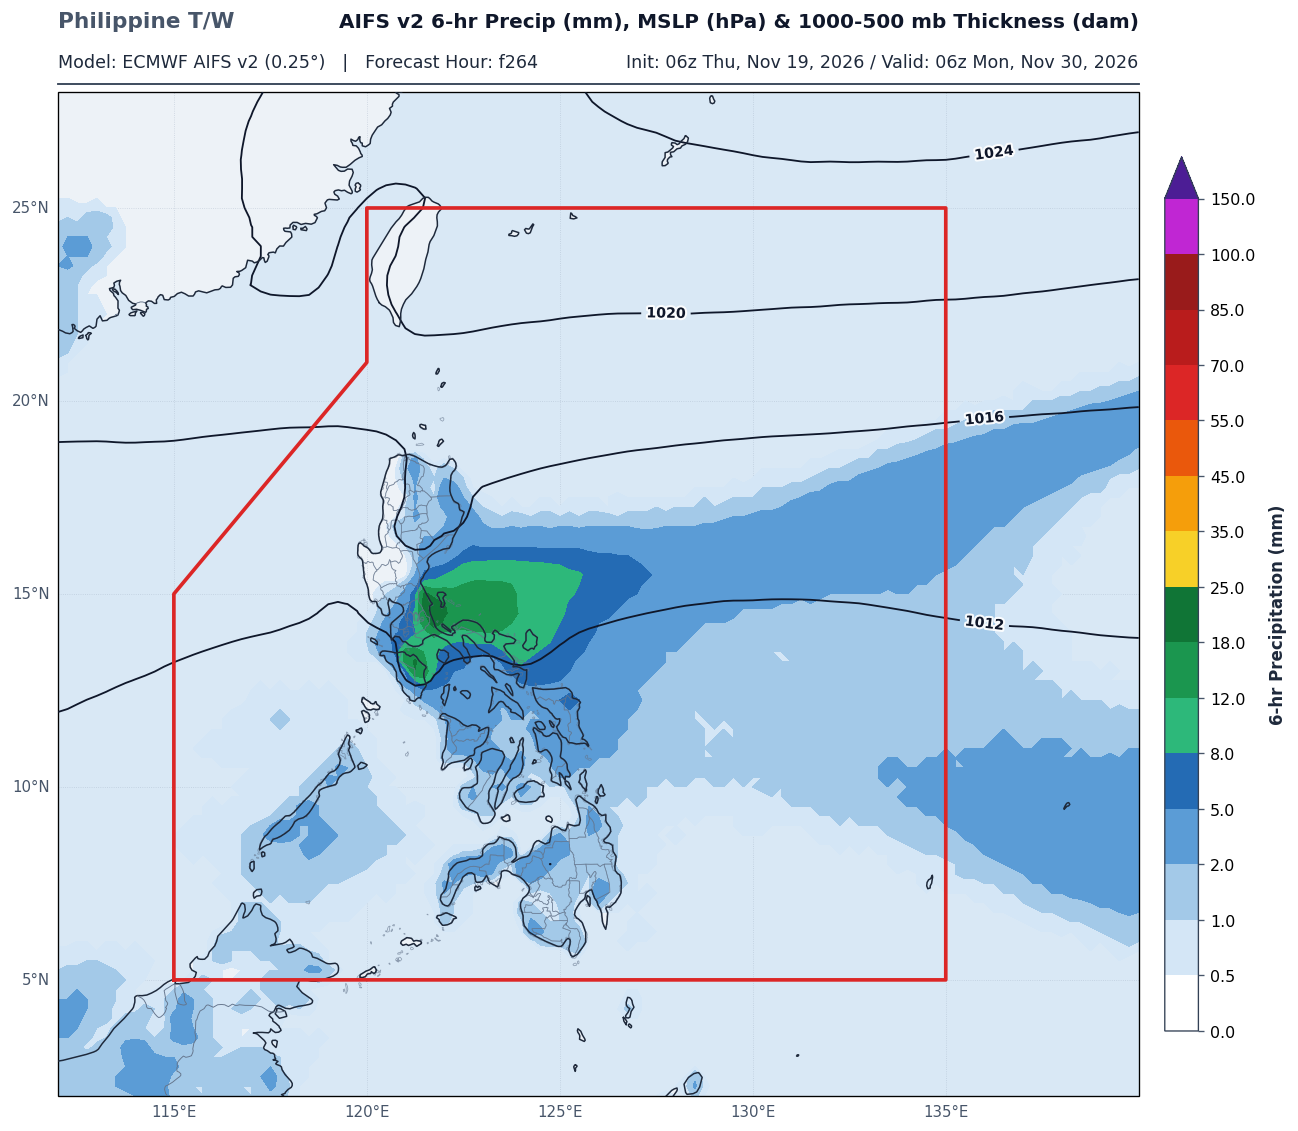 Philippine T/W
AIFS v2 6-hr Precip (mm), MSLP (hPa) & 1000-500 mb Thickness (dam)
Model: ECMWF AIFS v2 (0.25°) | Forecast Hour: f264
Init: 06z Thu, Nov 19, 2026 / Valid: 06z Mon, Nov 30, 2026
25°N
20°N
15°N
10°N
5°N
115°E
120°E
125°E
130°E
135°E
1024
1020
1016
1012
150.0
100.0
85.0
70.0
55.0
45.0
35.0
25.0
18.0
12.0
8.0
5.0
2.0
1.0
0.5
0.0
6-hr Precipitation (mm)